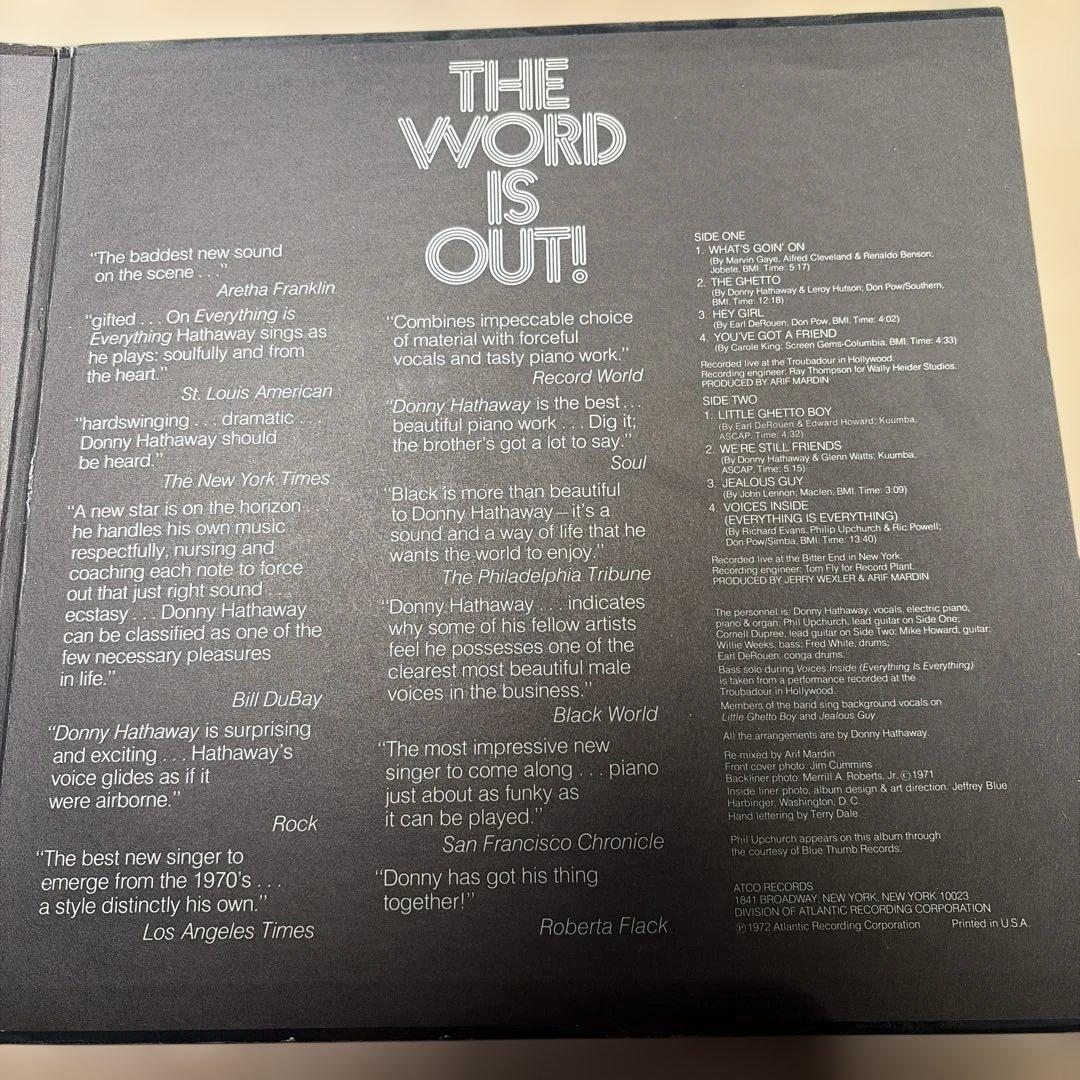 THE
WORD
IS
OUT!
“The baddest new sound
on the scene . . .”
Aretha Franklin
“gifted . . . On Everything is
Everything Hathaway sings as
he plays: soulfully and from
the heart.”
St. Louis American
“hardswinging . . . dramatic . . .
Donny Hathaway should
be heard.”
The New York Times
“A new star is on the horizon . .
he handles his own music
respectfully, nursing and
coaching each note to force
out that just right sound . . .
ecstasy . . . Donny Hathaway
can be classified as one of the
few necessary pleasures
in life.”
Bill DuBay
“Donny Hathaway is surprising
and exciting . . . Hathaway's
voice glides as if it
were airborne.”
Rock
“The best new singer to
emerge from the 1970's . . .
a style distinctly his own.”
Los Angeles Times
“Combines impeccable choice
of material with forceful
vocals and tasty piano work.”
Record World
“Donny Hathaway is the best . . .
beautiful piano work . . . Dig it;
the brother's got a lot to say.”
Soul
“Black is more than beautiful
to Donny Hathaway—it's a
sound and a way of life that he
wants the world to enjoy.”
The Philadelphia Tribune
“Donny Hathaway . . . indicates
why some of his fellow artists
feel he possesses one of the
clearest most beautiful male
voices in the business.”
Black World
“The most impressive new
singer to come along . . . piano
just about as funky as
it can be played.”
San Francisco Chronicle
“Donny has got his thing
together!”
Roberta Flack
SIDE ONE
1. WHAT'S GOIN' ON
(By Marvin Gaye, Alfred Cleveland & Renaldo Benson;
Jobete, BMI. Time: 5:17)
2. THE GHETTO
(By Donny Hathaway & Leroy Hutson; Don Pow/Southern,
BMI. Time: 12:18)
3. HEY GIRL
(By Earl DeRouen; Don Pow, BMI. Time: 4:02)
4. YOU'VE GOT A FRIEND
(By Carole King; Screen Gems-Columbia, BMI. Time: 4:33)
Recorded live at the Troubadour in Hollywood.
Recording engineer: Ray Thompson for Wally Heider Studios.
PRODUCED BY ARIF MARDIN
SIDE TWO
1. LITTLE GHETTO BOY
(By Earl DeRouen & Edward Howard; Kuumba,
ASCAP. Time: 4:32)
2. WE'RE STILL FRIENDS
(By Donny Hathaway & Glenn Watts; Kuumba,
ASCAP. Time: 5:15)
3. JEALOUS GUY
(By John Lennon; Maclen, BMI. Time: 3:09)
4. VOICES INSIDE
(EVERYTHING IS EVERYTHING)
(By Richard Evans, Philip Upchurch & Ric Powell;
Don Pow/Simba, BMI. Time: 13:40)
Recorded live at the Bitter End in New York.
Recording engineer: Tom Fly for Record Plant.
PRODUCED BY JERRY WEXLER & ARIF MARDIN
The personnel is: Donny Hathaway, vocals, electric piano,
piano & organ; Phil Upchurch, lead guitar on Side One;
Cornell Dupree, lead guitar on Side Two; Mike Howard, guitar;
Willie Weeks, bass; Fred White, drums;
Earl DeRouen, conga drums.
Bass solo during Voices Inside (Everything Is Everything)
is taken from a performance recorded at the
Troubadour in Hollywood.
Members of the band sing background vocals on
Little Ghetto Boy and Jealous Guy.
All the arrangements are by Donny Hathaway.
Re-mixed by Arif Mardin
Front cover photo: Jim Cummins
Backliner photo: Merrill A. Roberts, Jr. ©1971
Inside liner photo, album design & art direction: Jeffrey Blue
Harbinger, Washington, D.C.
Hand lettering by Terry Dale.
Phil Upchurch appears on this album through
the courtesy of Blue Thumb Records.
ATCO RECORDS
1841 BROADWAY, NEW YORK, NEW YORK 10023
DIVISION OF ATLANTIC RECORDING CORPORATION
℗1972 Atlantic Recording Corporation Printed in U.S.A.